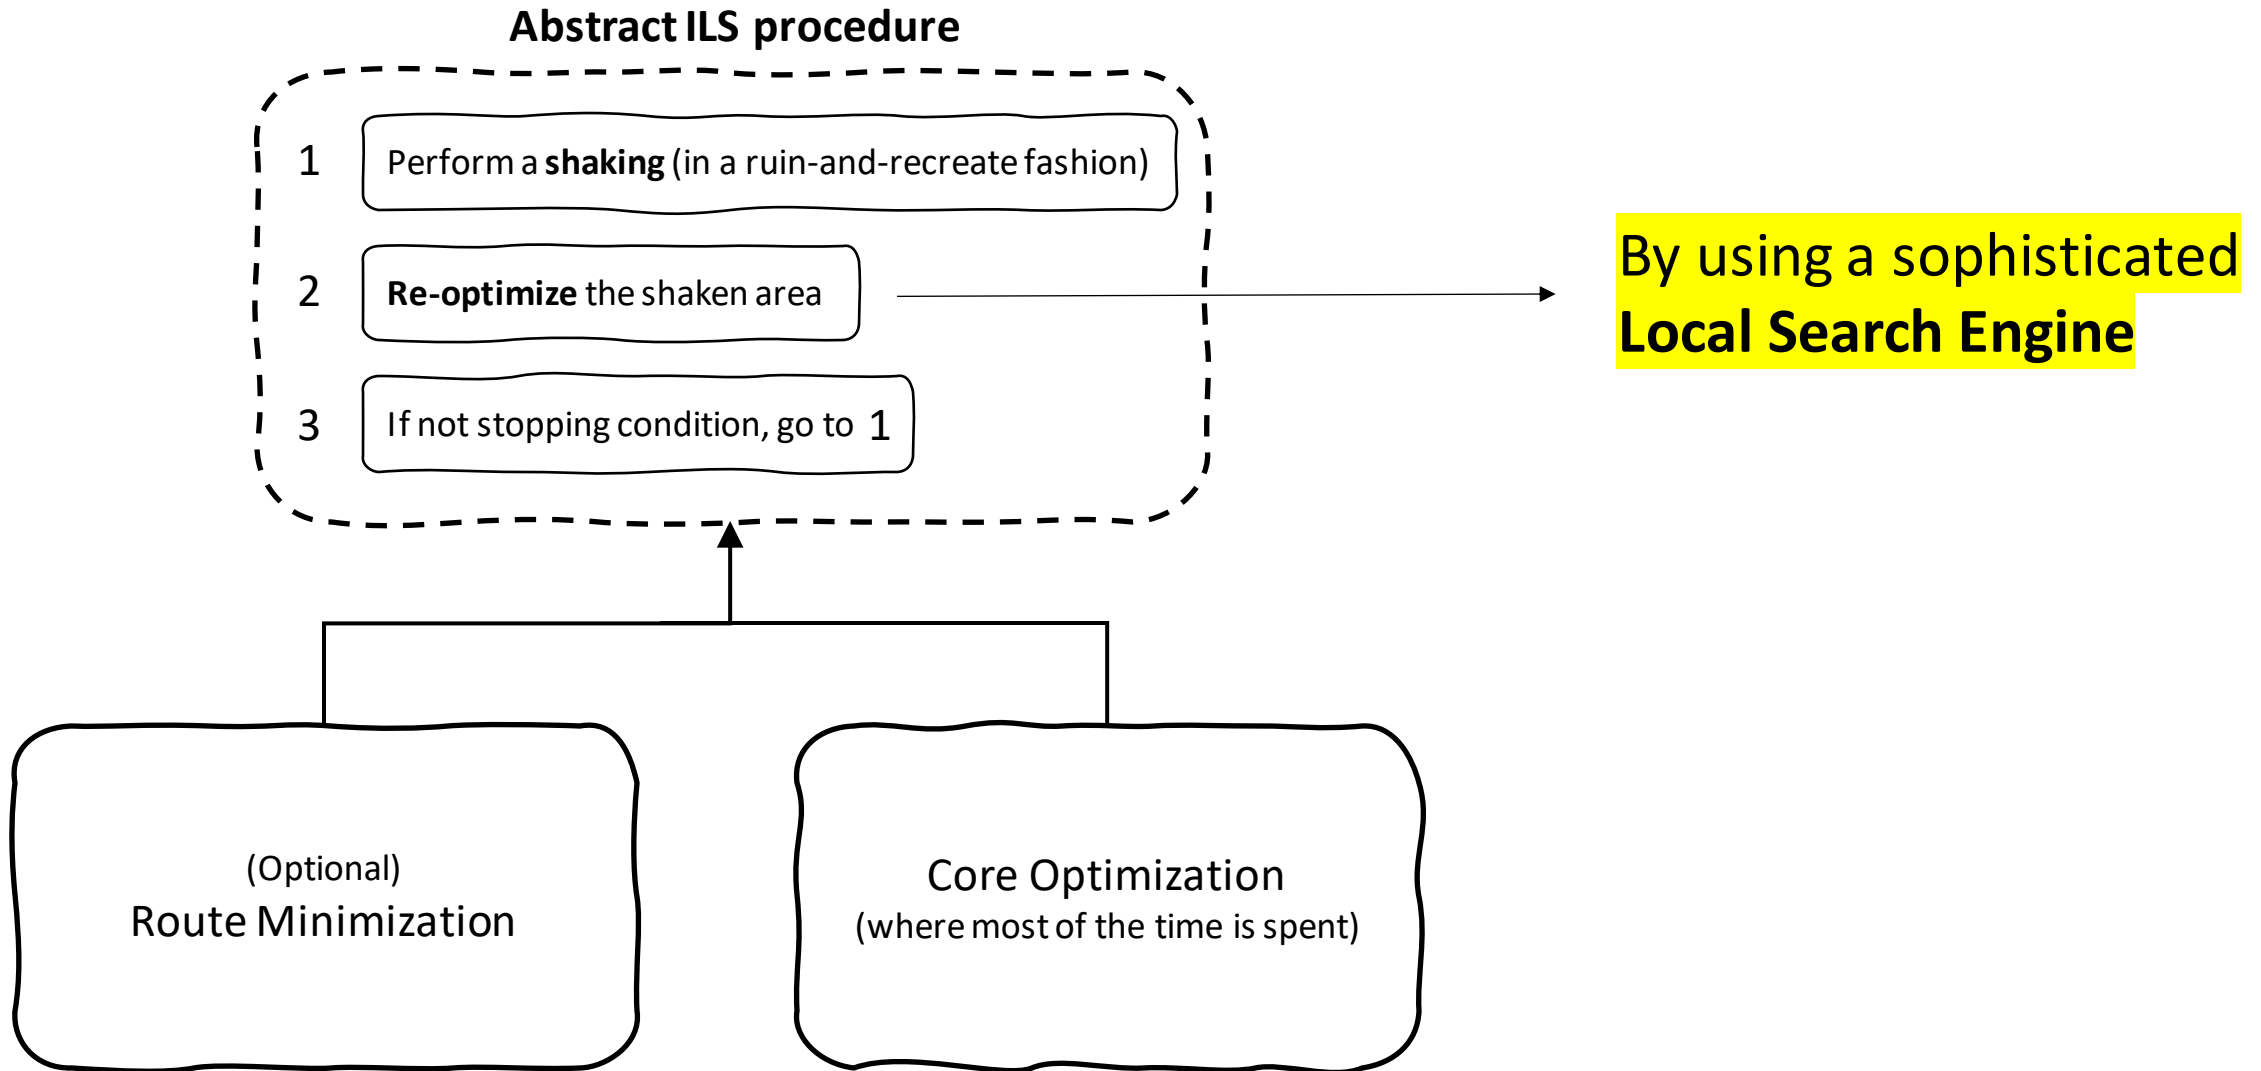 Abstract ILS procedure
1 Perform a shaking (in a ruin-and-recreate fashion)
2 Re-optimize the shaken area
3 If not stopping condition, go to 1
By using a sophisticated
Local Search Engine
(Optional)
Route Minimization
Core Optimization
(where most of the time is spent)